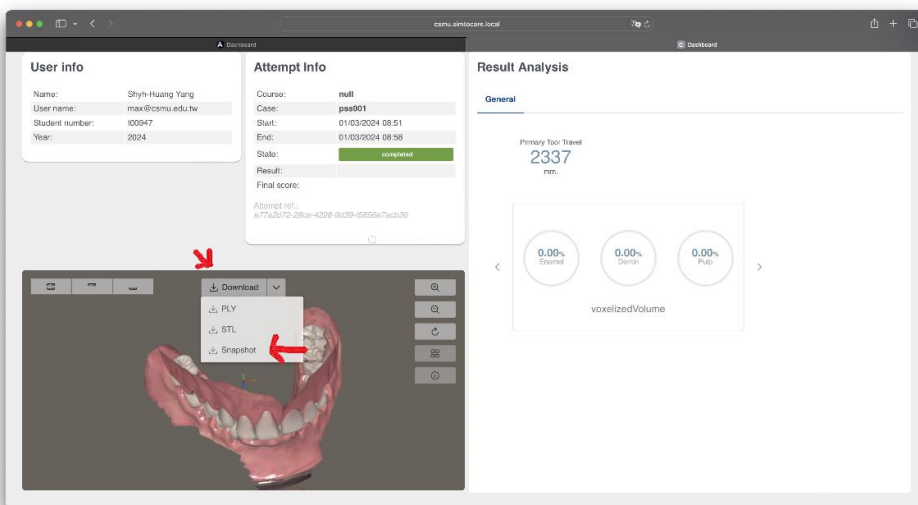 csmu.simtocare.local
A Dashboard
C Dashboard
User info
Name: Shyh-Huang Yang
User name: max@csmu.edu.tw
Student number: 100947
Year: 2024
Attempt Info
Course: null
Case: pss001
Start: 01/03/2024 08:51
End: 01/03/2024 08:58
State: completed
Result:
Final score:
Attempt ref.:
Result Analysis
General
Primary Tool Travel
2337
mm.
0.00%
Enamel
0.00%
Dentin
0.00%
Pulp
voxelizedVolume
Download
PLY
STL
Snapshot